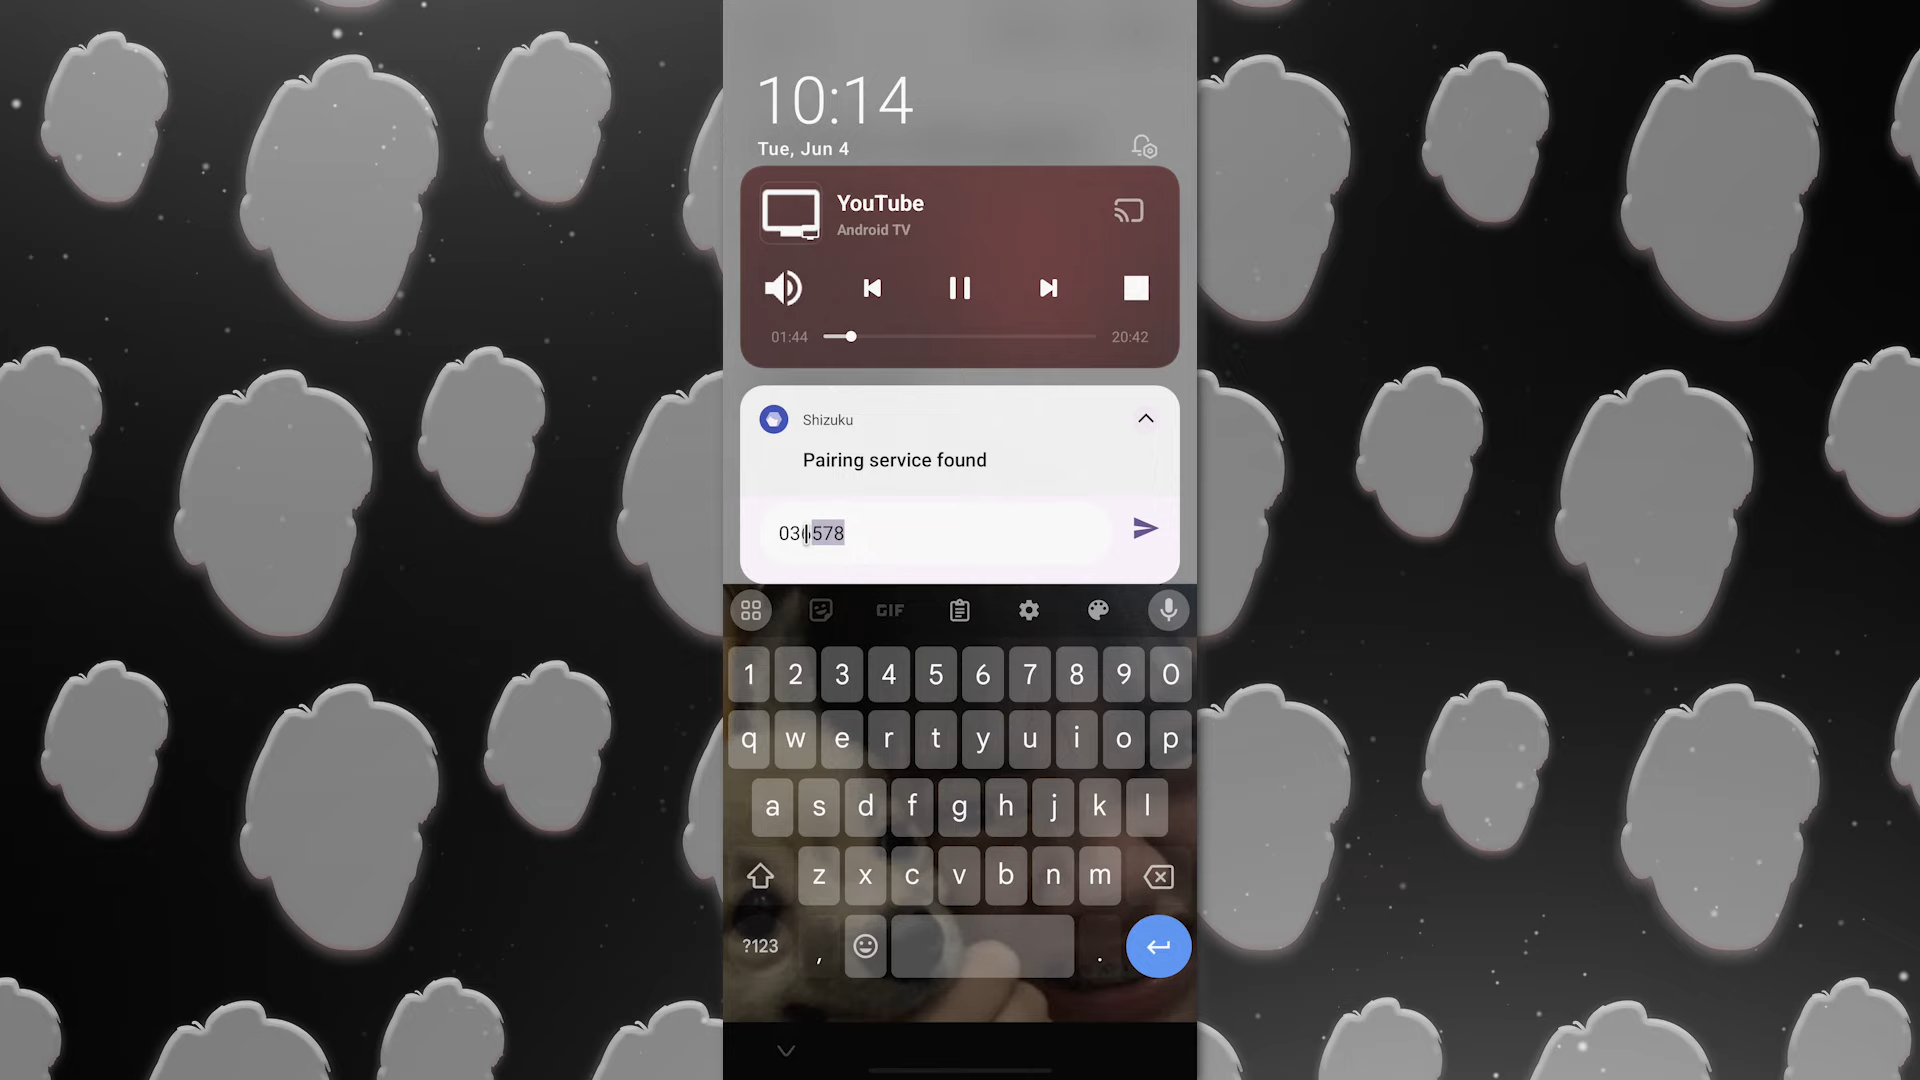 10:14
Tue, Jun 4
YouTube
Android TV
01:44 20:42
Shizuku
Pairing service found
036578
GIF
1 2 3 4 5 6 7 8 9 0
q w e r t y u i o p
a s d f g h j k l
z x c v b n m
?123 , .